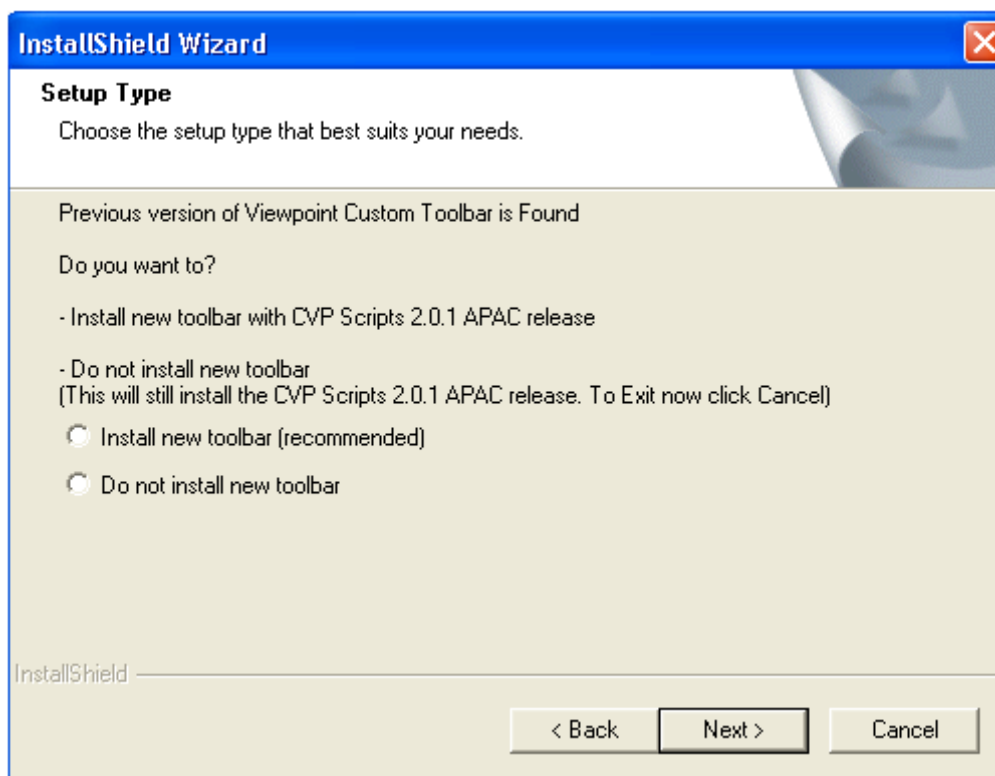 InstallShield Wizard
Setup Type
Choose the setup type that best suits your needs.
Previous version of Viewpoint Custom Toolbar is Found
Do you want to?
- Install new toolbar with CVP Scripts 2.0.1 APAC release
- Do not install new toolbar
(This will still install the CVP Scripts 2.0.1 APAC release. To Exit now click Cancel)
Install new toolbar (recommended)
Do not install new toolbar
InstallShield
< Back Next > Cancel